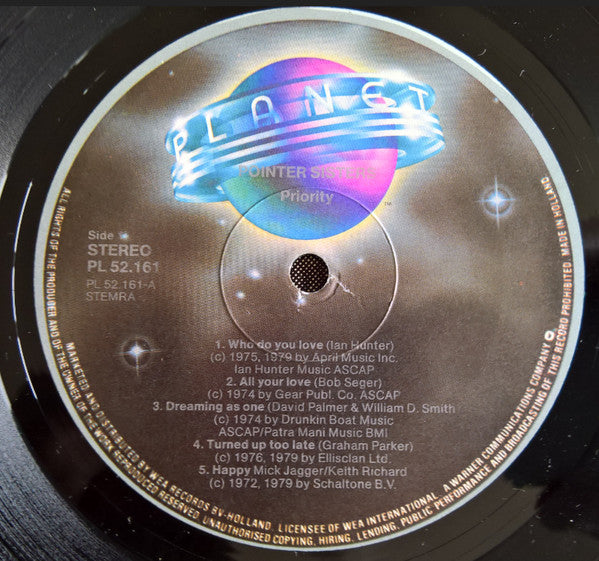 PLANET
POINTER SISTERS
Priority
™
Side 1
STEREO
PL 52.161
PL 52.161-A
STEMRA
1. Who do you love (Ian Hunter)
(c) 1975, 1979 by April Music Inc.
Ian Hunter Music ASCAP
2. All your love (Bob Seger)
(c) 1974 by Gear Publ. Co. ASCAP
3. Dreaming as one (David Palmer & William D. Smith)
(c) 1974 by Drunkin Boat Music
ASCAP/Patra Mani Music BMI
4. Turned up too late (Graham Parker)
(c) 1976, 1979 by Ellisclan Ltd.
5. Happy Mick Jagger/Keith Richard
(c) 1972, 1979 by Schaltone B.V.
ALL RIGHTS OF THE PRODUCER AND OF THE OWNER OF THE WORK REPRODUCED RESERVED. UNAUTHORISED COPYING, HIRING, LENDING, PUBLIC PERFORMANCE AND BROADCASTING OF THIS RECORD PROHIBITED. MADE IN HOLLAND
MARKETED AND DISTRIBUTED BY WEA RECORDS BV-HOLLAND. LICENSEE OF WEA INTERNATIONAL. A WARNER COMMUNICATIONS COMPANY